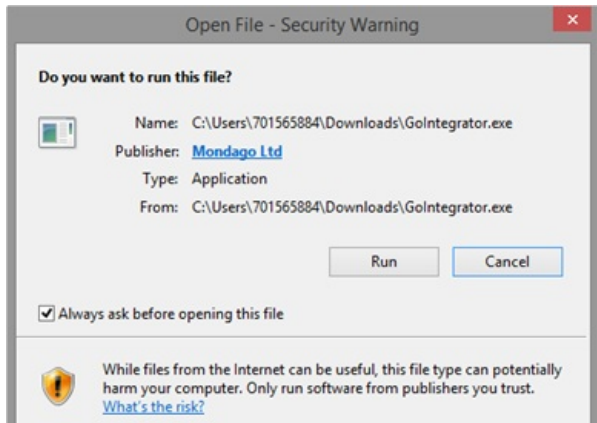 Open File - Security Warning
Do you want to run this file?
Name: C:\Users\701565884\Downloads\GoIntegrator.exe
Publisher: Mondago Ltd
Type: Application
From: C:\Users\701565884\Downloads\GoIntegrator.exe
Run Cancel
Always ask before opening this file
While files from the Internet can be useful, this file type can potentially
harm your computer. Only run software from publishers you trust.
What's the risk?